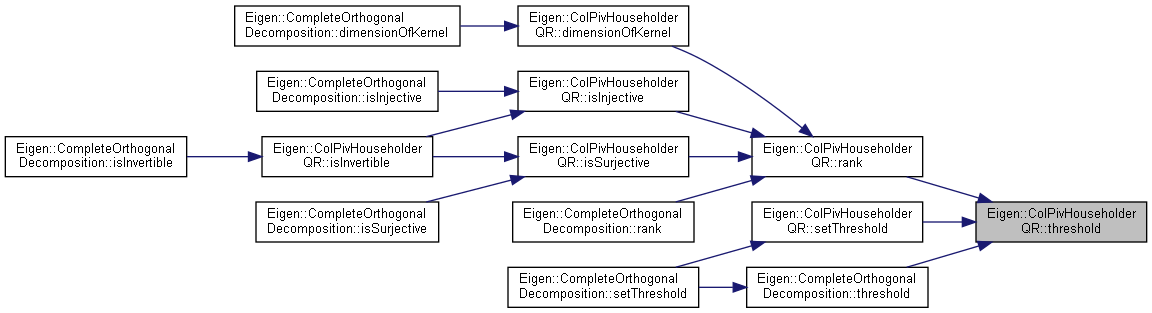 Eigen::CompleteOrthogonal
Decomposition::dimensionOfKernel
Eigen::ColPivHouseholder
QR::dimensionOfKernel
Eigen::CompleteOrthogonal
Decomposition::isInjective
Eigen::ColPivHouseholder
QR::isInjective
Eigen::CompleteOrthogonal
Decomposition::isInvertible
Eigen::ColPivHouseholder
QR::isInvertible
Eigen::ColPivHouseholder
QR::isSurjective
Eigen::ColPivHouseholder
QR::rank
Eigen::CompleteOrthogonal
Decomposition::isSurjective
Eigen::CompleteOrthogonal
Decomposition::rank
Eigen::ColPivHouseholder
QR::setThreshold
Eigen::ColPivHouseholder
QR::threshold
Eigen::CompleteOrthogonal
Decomposition::setThreshold
Eigen::CompleteOrthogonal
Decomposition::threshold